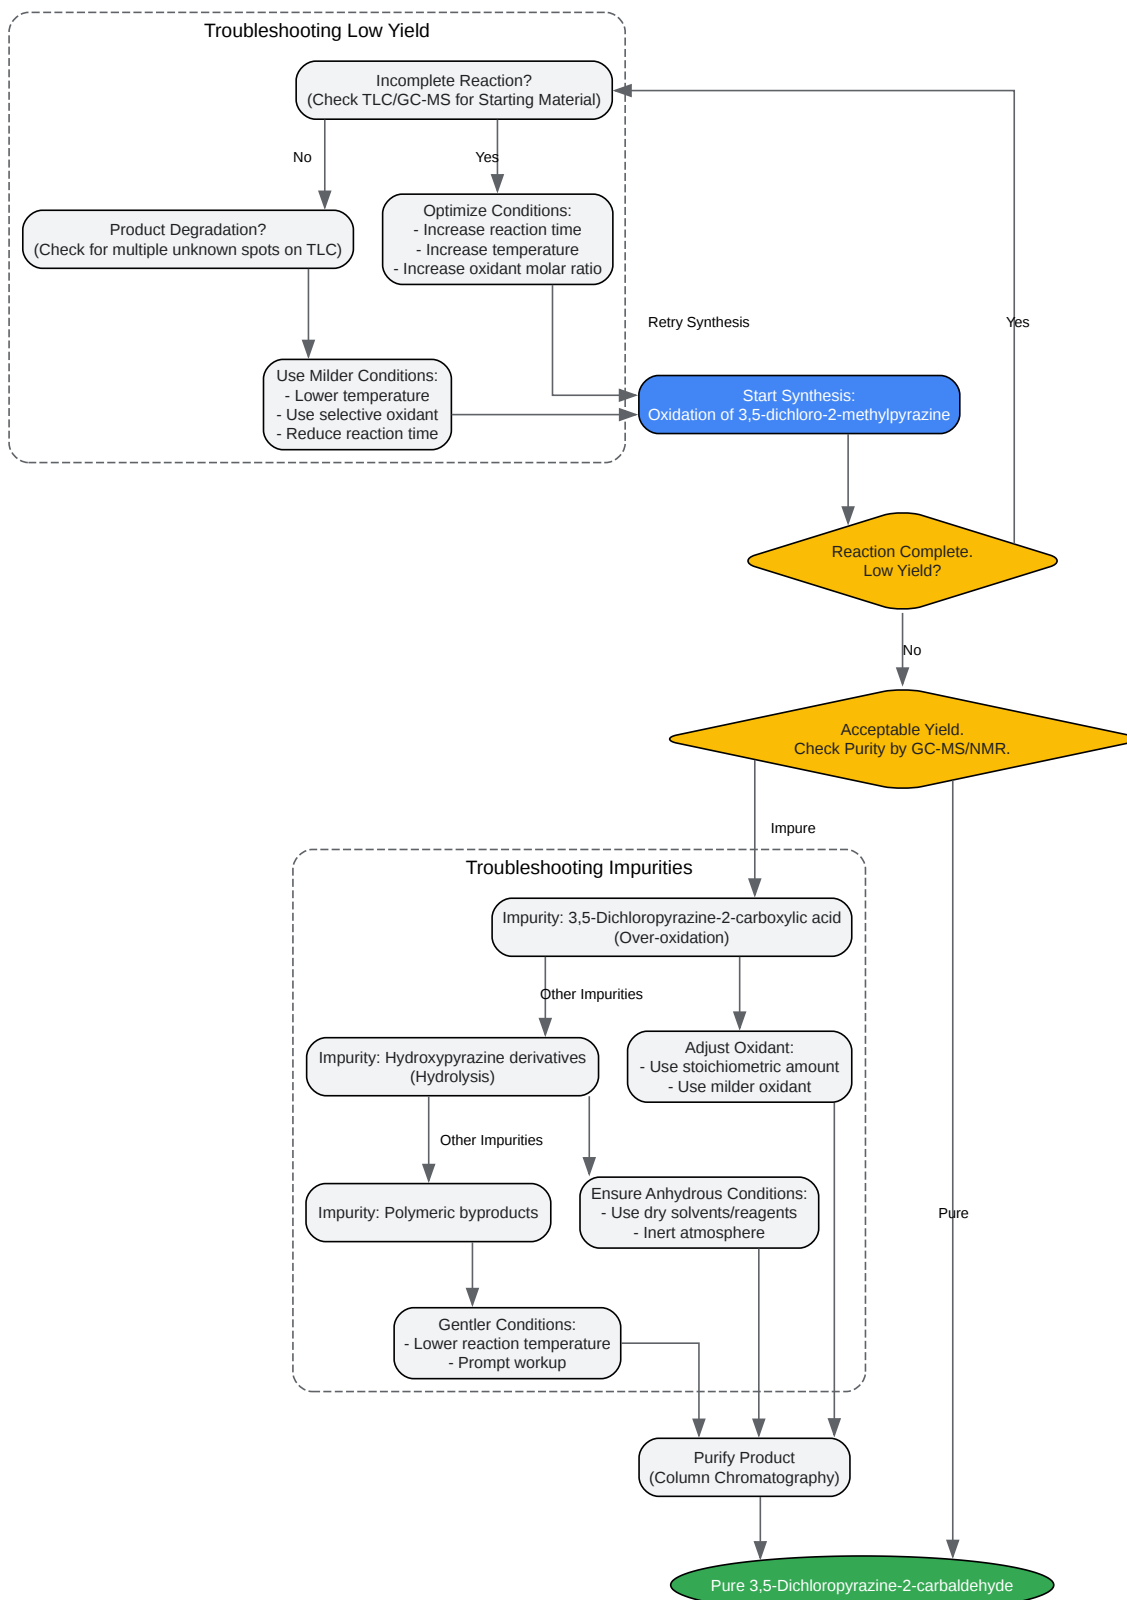 Troubleshooting Low Yield
Incomplete Reaction?
(Check TLC/GC-MS for Starting Material)
No
Yes
Product Degradation?
(Check for multiple unknown spots on TLC)
Optimize Conditions:
- Increase reaction time
- Increase temperature
- Increase oxidant molar ratio
Retry Synthesis
Yes
Use Milder Conditions:
- Lower temperature
- Use selective oxidant
- Reduce reaction time
Start Synthesis:
Oxidation of 3,5-dichloro-2-methylpyrazine
Reaction Complete.
Low Yield?
No
Acceptable Yield.
Check Purity by GC-MS/NMR.
Impure
Troubleshooting Impurities
Impurity: 3,5-Dichloropyrazine-2-carboxylic acid
(Over-oxidation)
Other Impurities
Impurity: Hydroxypyrazine derivatives
(Hydrolysis)
Adjust Oxidant:
- Use stoichiometric amount
- Use milder oxidant
Other Impurities
Impurity: Polymeric byproducts
Ensure Anhydrous Conditions:
- Use dry solvents/reagents
- Inert atmosphere
Pure
Gentler Conditions:
- Lower reaction temperature
- Prompt workup
Purify Product
(Column Chromatography)
Pure 3,5-Dichloropyrazine-2-carbaldehyde